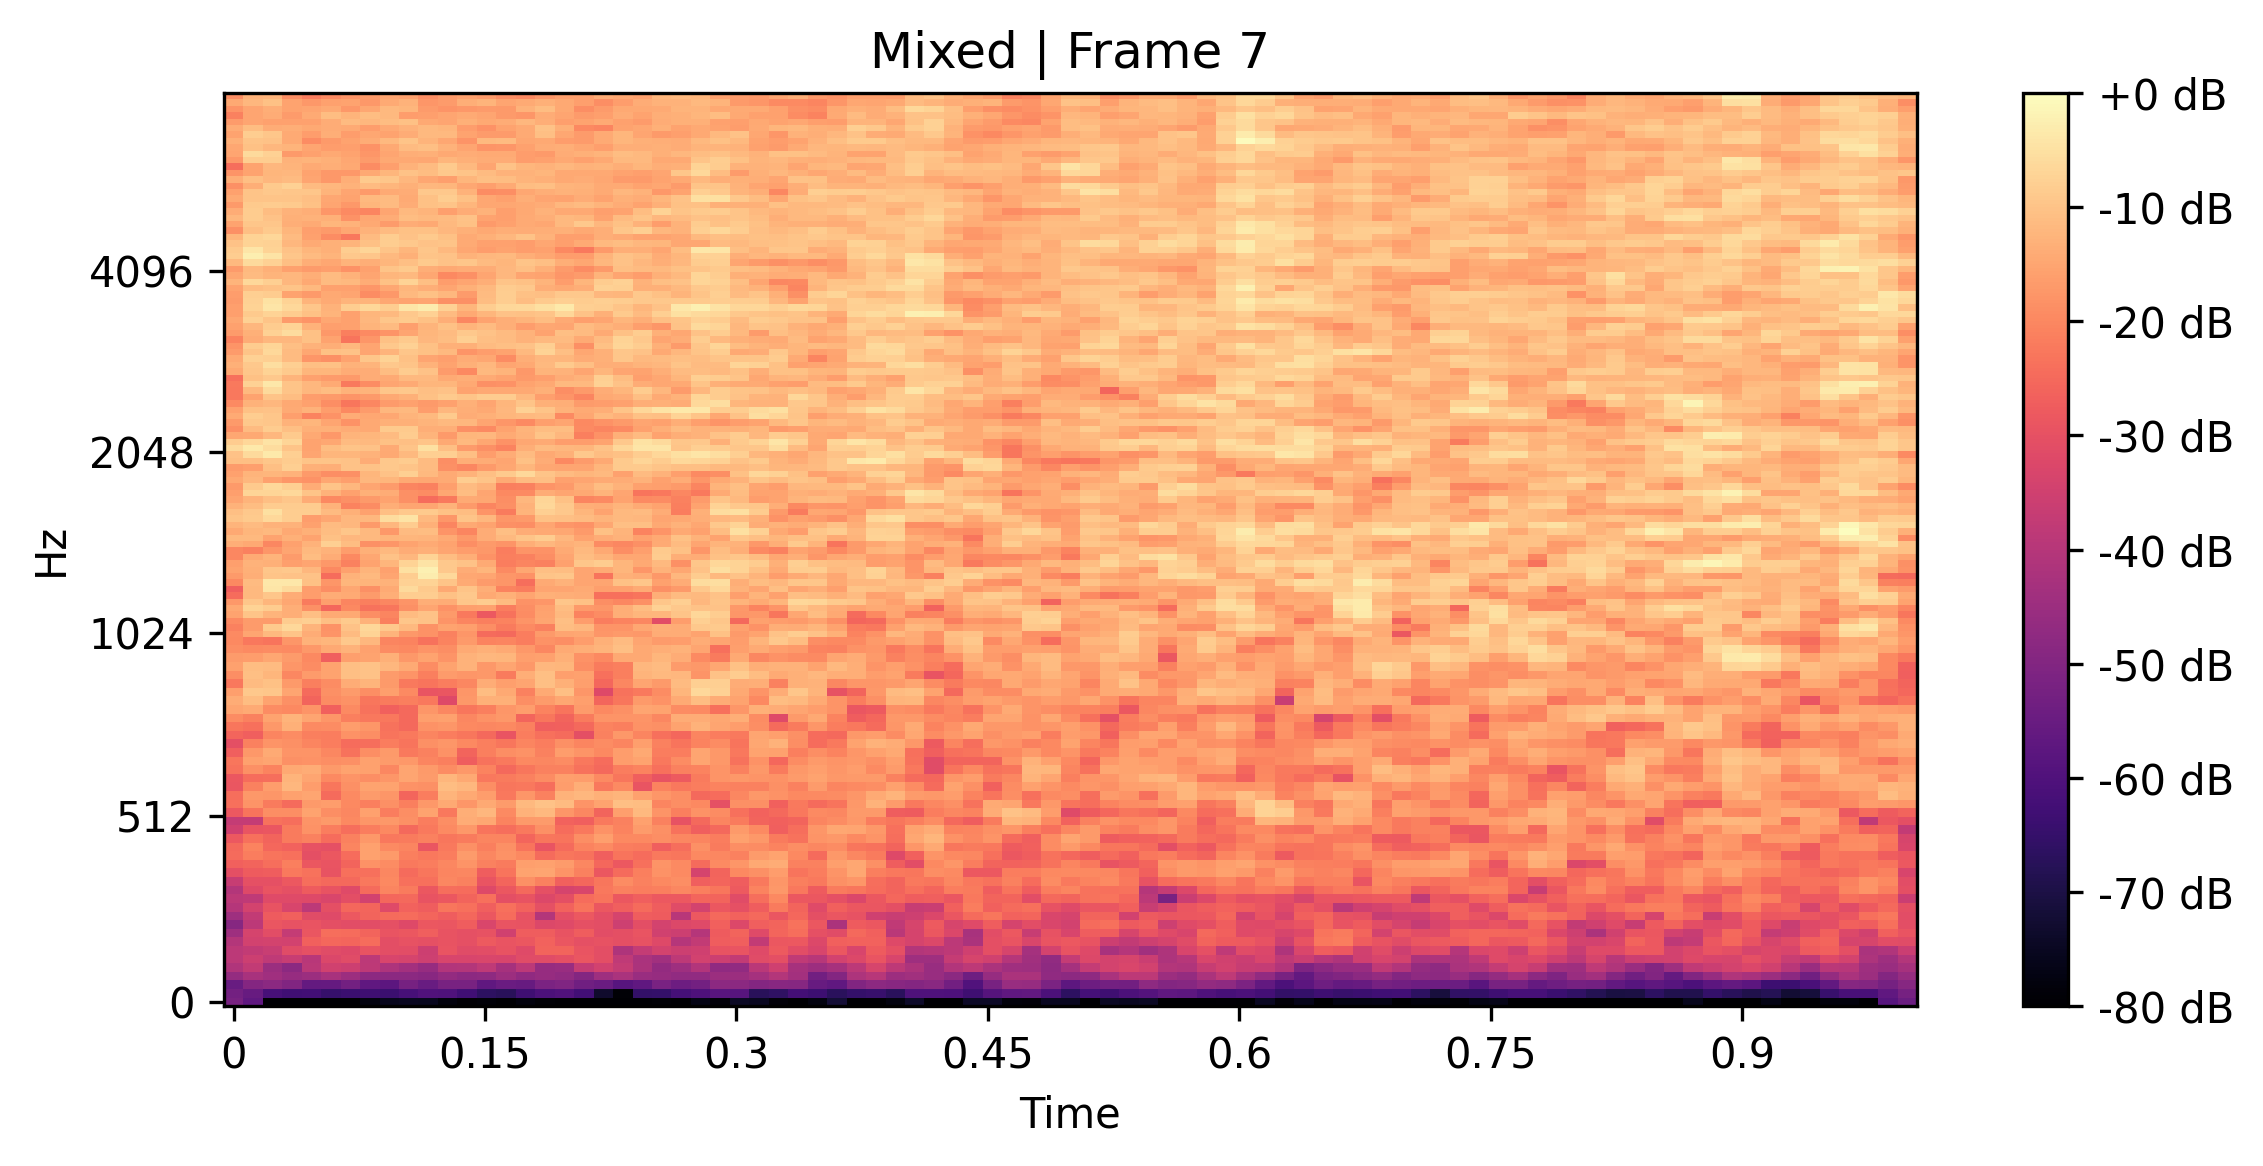 Mixed | Frame 7
+0 dB
-10 dB
-20 dB
-30 dB
-40 dB
-50 dB
-60 dB
-70 dB
-80 dB
4096
2048
1024
512
0
Hz
0 0.15 0.3 0.45 0.6 0.75 0.9
Time